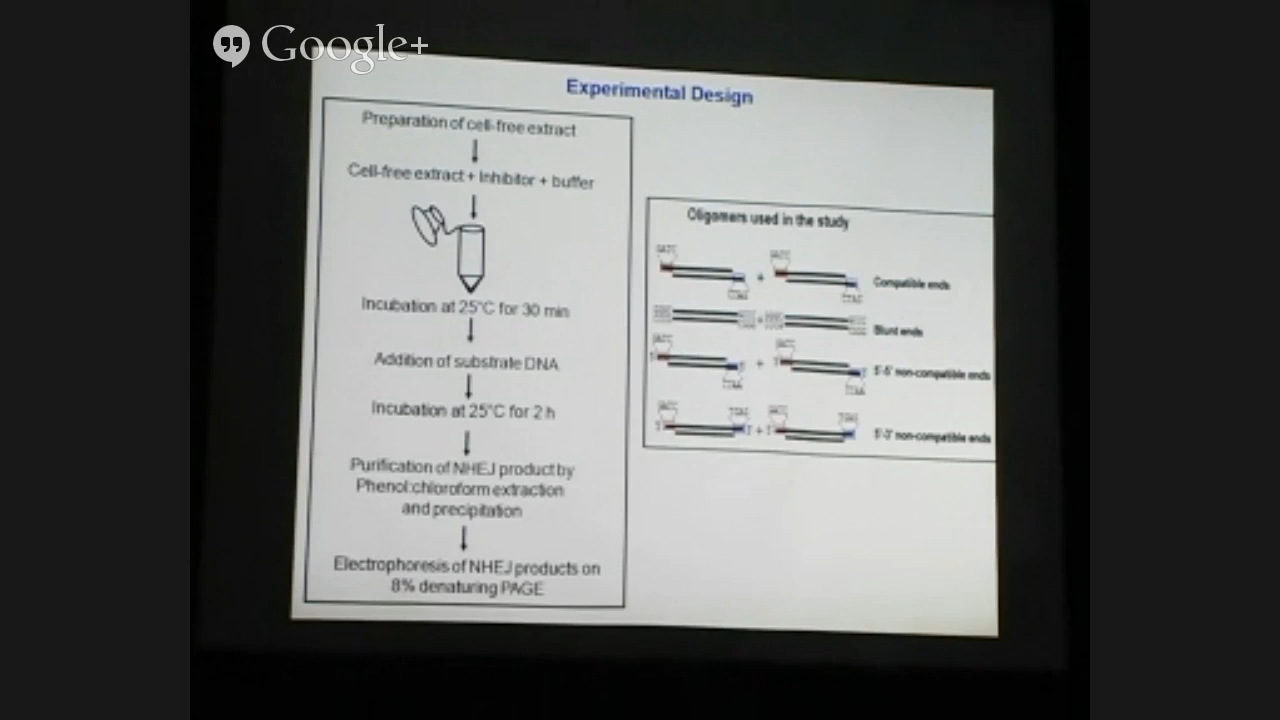 Google+
Experimental Design
Preparation of cell-free extract
Cell-free extract + Inhibitor + buffer
Incubation at 25°C for 30 min
Addition of substrate DNA
Incubation at 25°C for 2 h
Purification of NHEJ product by
Phenol:chloroform extraction
and precipitation
Electrophoresis of NHEJ products on
8% denaturing PAGE
Oligomers used in the study
+
Compatible ends
+
Blunt ends
+
5'-5' non-compatible ends
+
5'-3' non-compatible ends